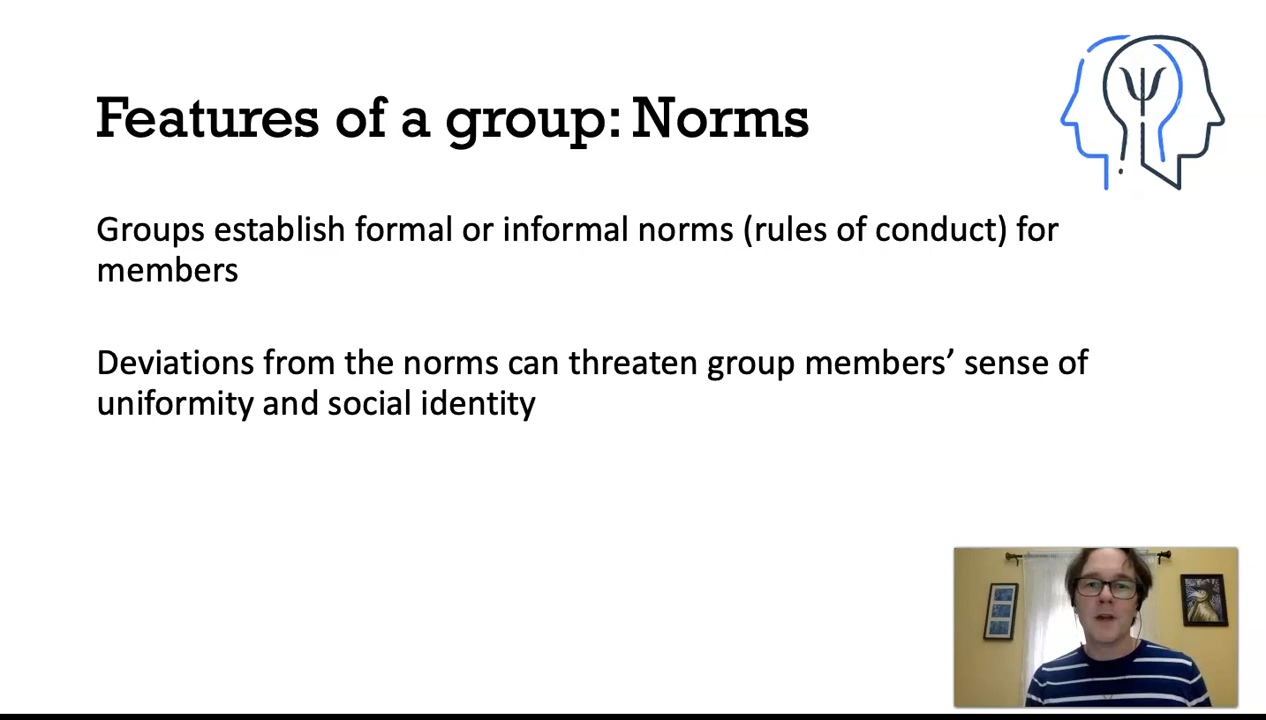 Features of a group: Norms
Groups establish formal or informal norms (rules of conduct) for
members
Deviations from the norms can threaten group members’ sense of
uniformity and social identity